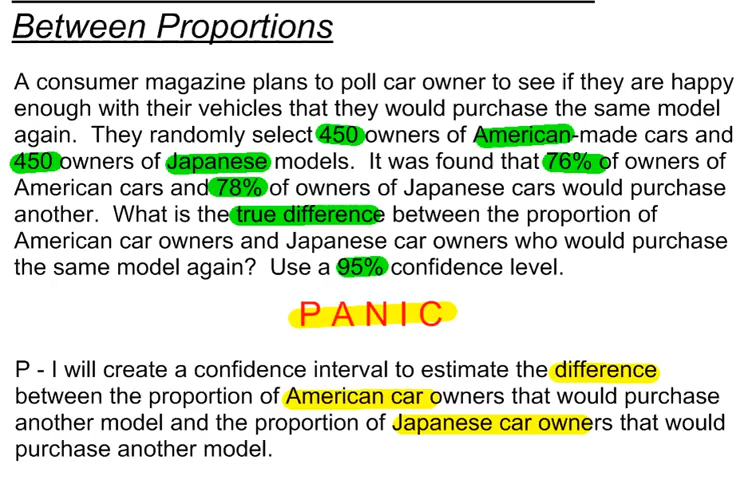 Between Proportions
A consumer magazine plans to poll car owner to see if they are happy
enough with their vehicles that they would purchase the same model
again. They randomly select 450 owners of American-made cars and
450 owners of Japanese models. It was found that 76% of owners of
American cars and 78% of owners of Japanese cars would purchase
another. What is the true difference between the proportion of
American car owners and Japanese car owners who would purchase
the same model again? Use a 95% confidence level.
P A N I C
P - I will create a confidence interval to estimate the difference
between the proportion of American car owners that would purchase
another model and the proportion of Japanese car owners that would
purchase another model.